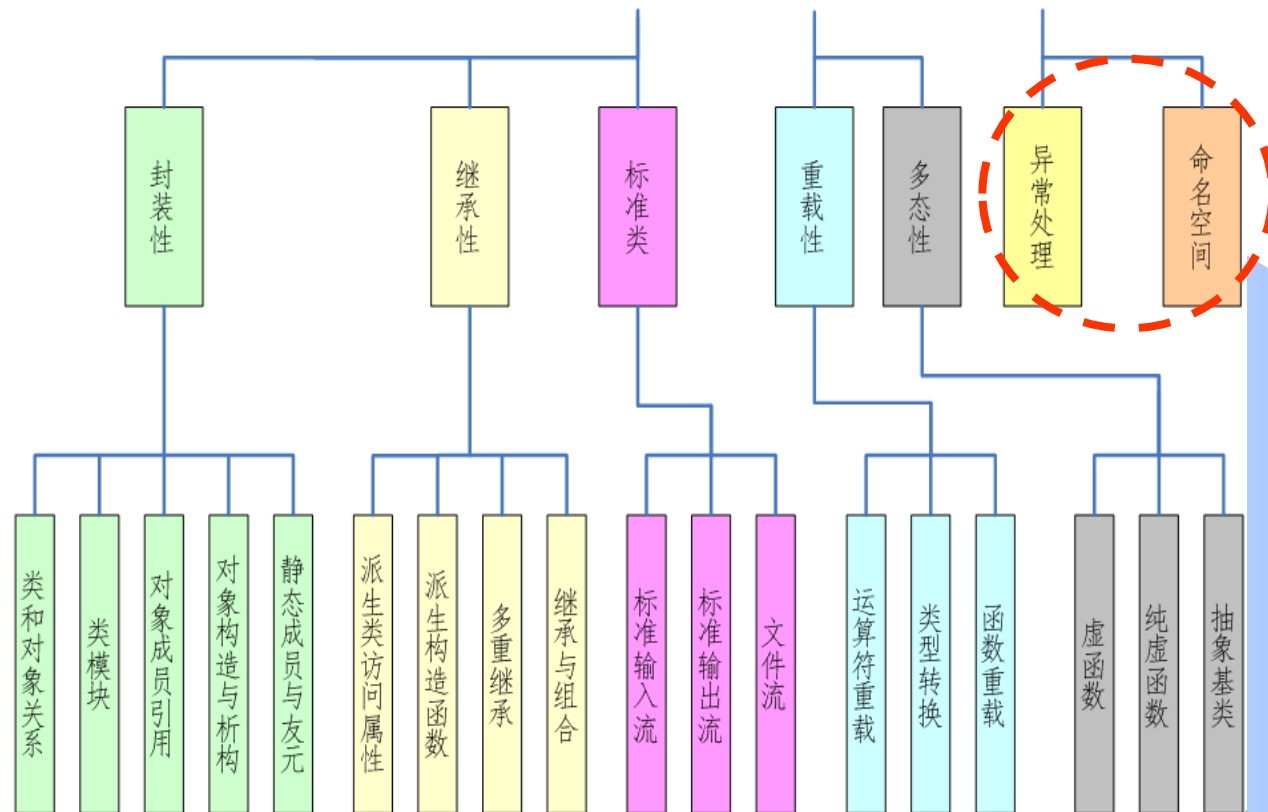 封装性
继承性
标准类
重载性
多态性
异常处理
命名空间
类和对象关系
类模块
对象成员引用
对象构造与析构
静态成员与友元
派生类访问属性
派生构造函数
多重继承
继承与组合
标准输入流
标准输出流
文件流
运算符重载
类型转换
函数重载
虚函数
纯虚函数
抽象基类